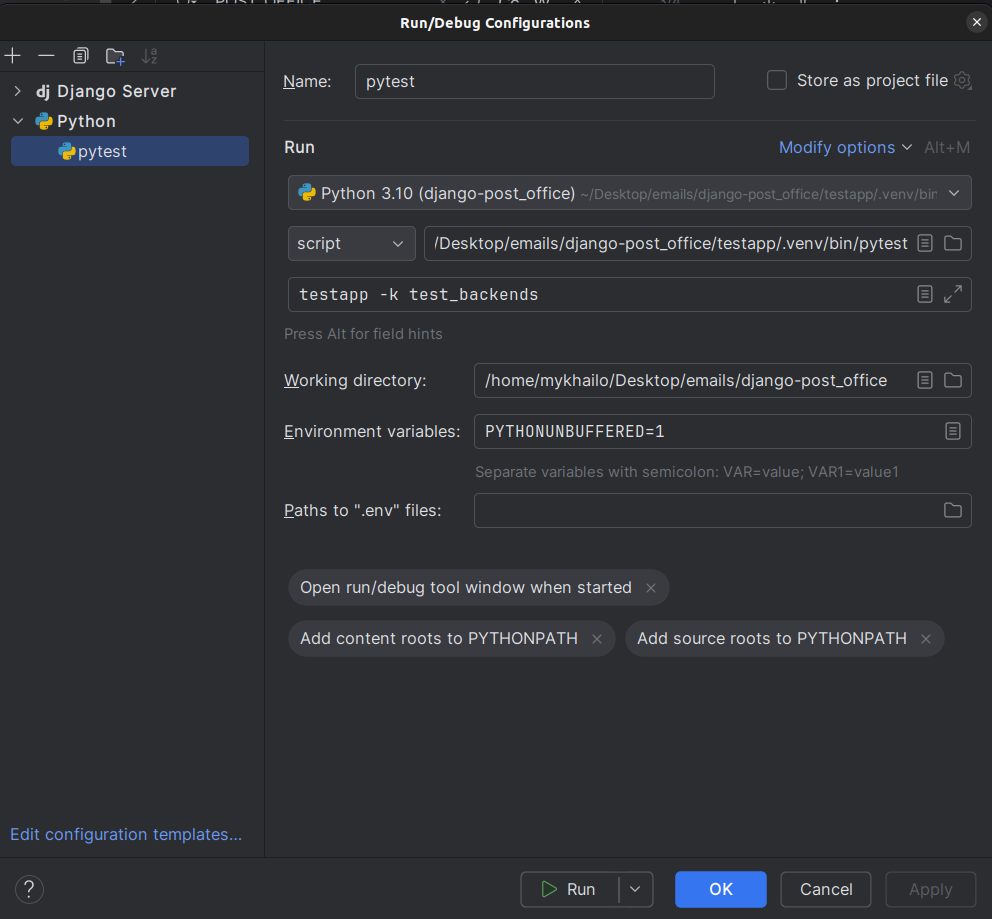 Run/Debug Configurations
Name: pytest
Store as project file
Django Server
Python
pytest
Run
Modify options Alt+M
Python 3.10 (django-post_office) ~/Desktop/emails/django-post_office/testapp/.venv/bin
script /Desktop/emails/django-post_office/testapp/.venv/bin/pytest
testapp -k test_backends
Press Alt for field hints
Working directory: /home/mykhailo/Desktop/emails/django-post_office
Environment variables: PYTHONUNBUFFERED=1
Separate variables with semicolon: VAR=value; VAR1=value1
Paths to ".env" files:
Open run/debug tool window when started
Add content roots to PYTHONPATH
Add source roots to PYTHONPATH
Edit configuration templates...
? Run OK Cancel Apply